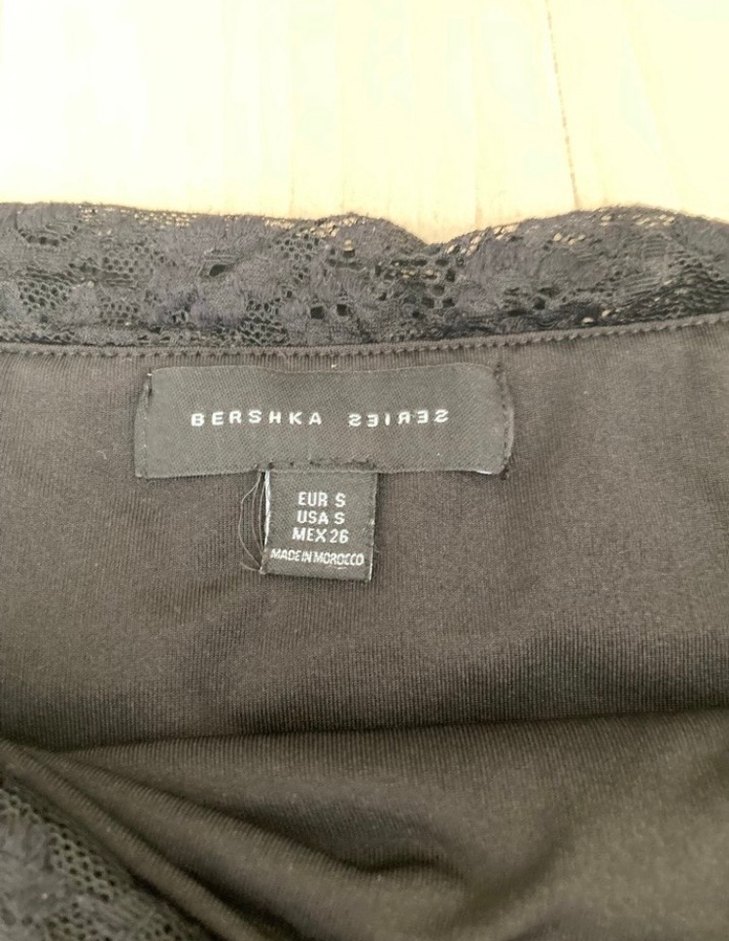 BERSHKA SERIES
EUR S
USA S
MEX 26
MADE IN MOROCCO